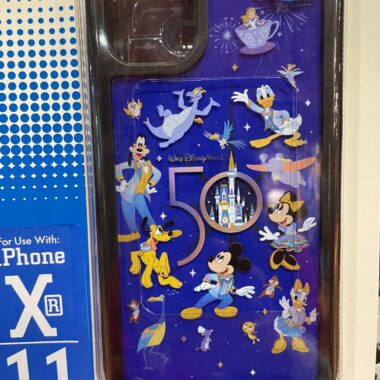 For Use With:
iPhone
XR
11
Walt Disney World
50